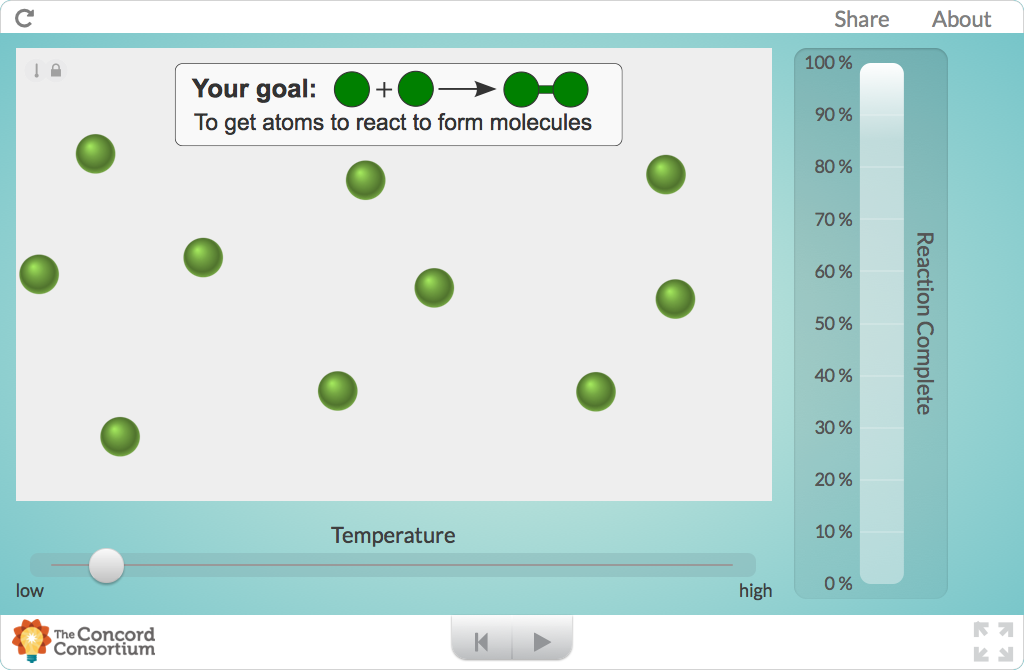 Share About
Your goal: +
To get atoms to react to form molecules
100 %
90 %
80 %
70 %
60 %
50 %
40 %
30 %
20 %
10 %
0 %
Reaction Complete
Temperature
low high
The Concord
Consortium